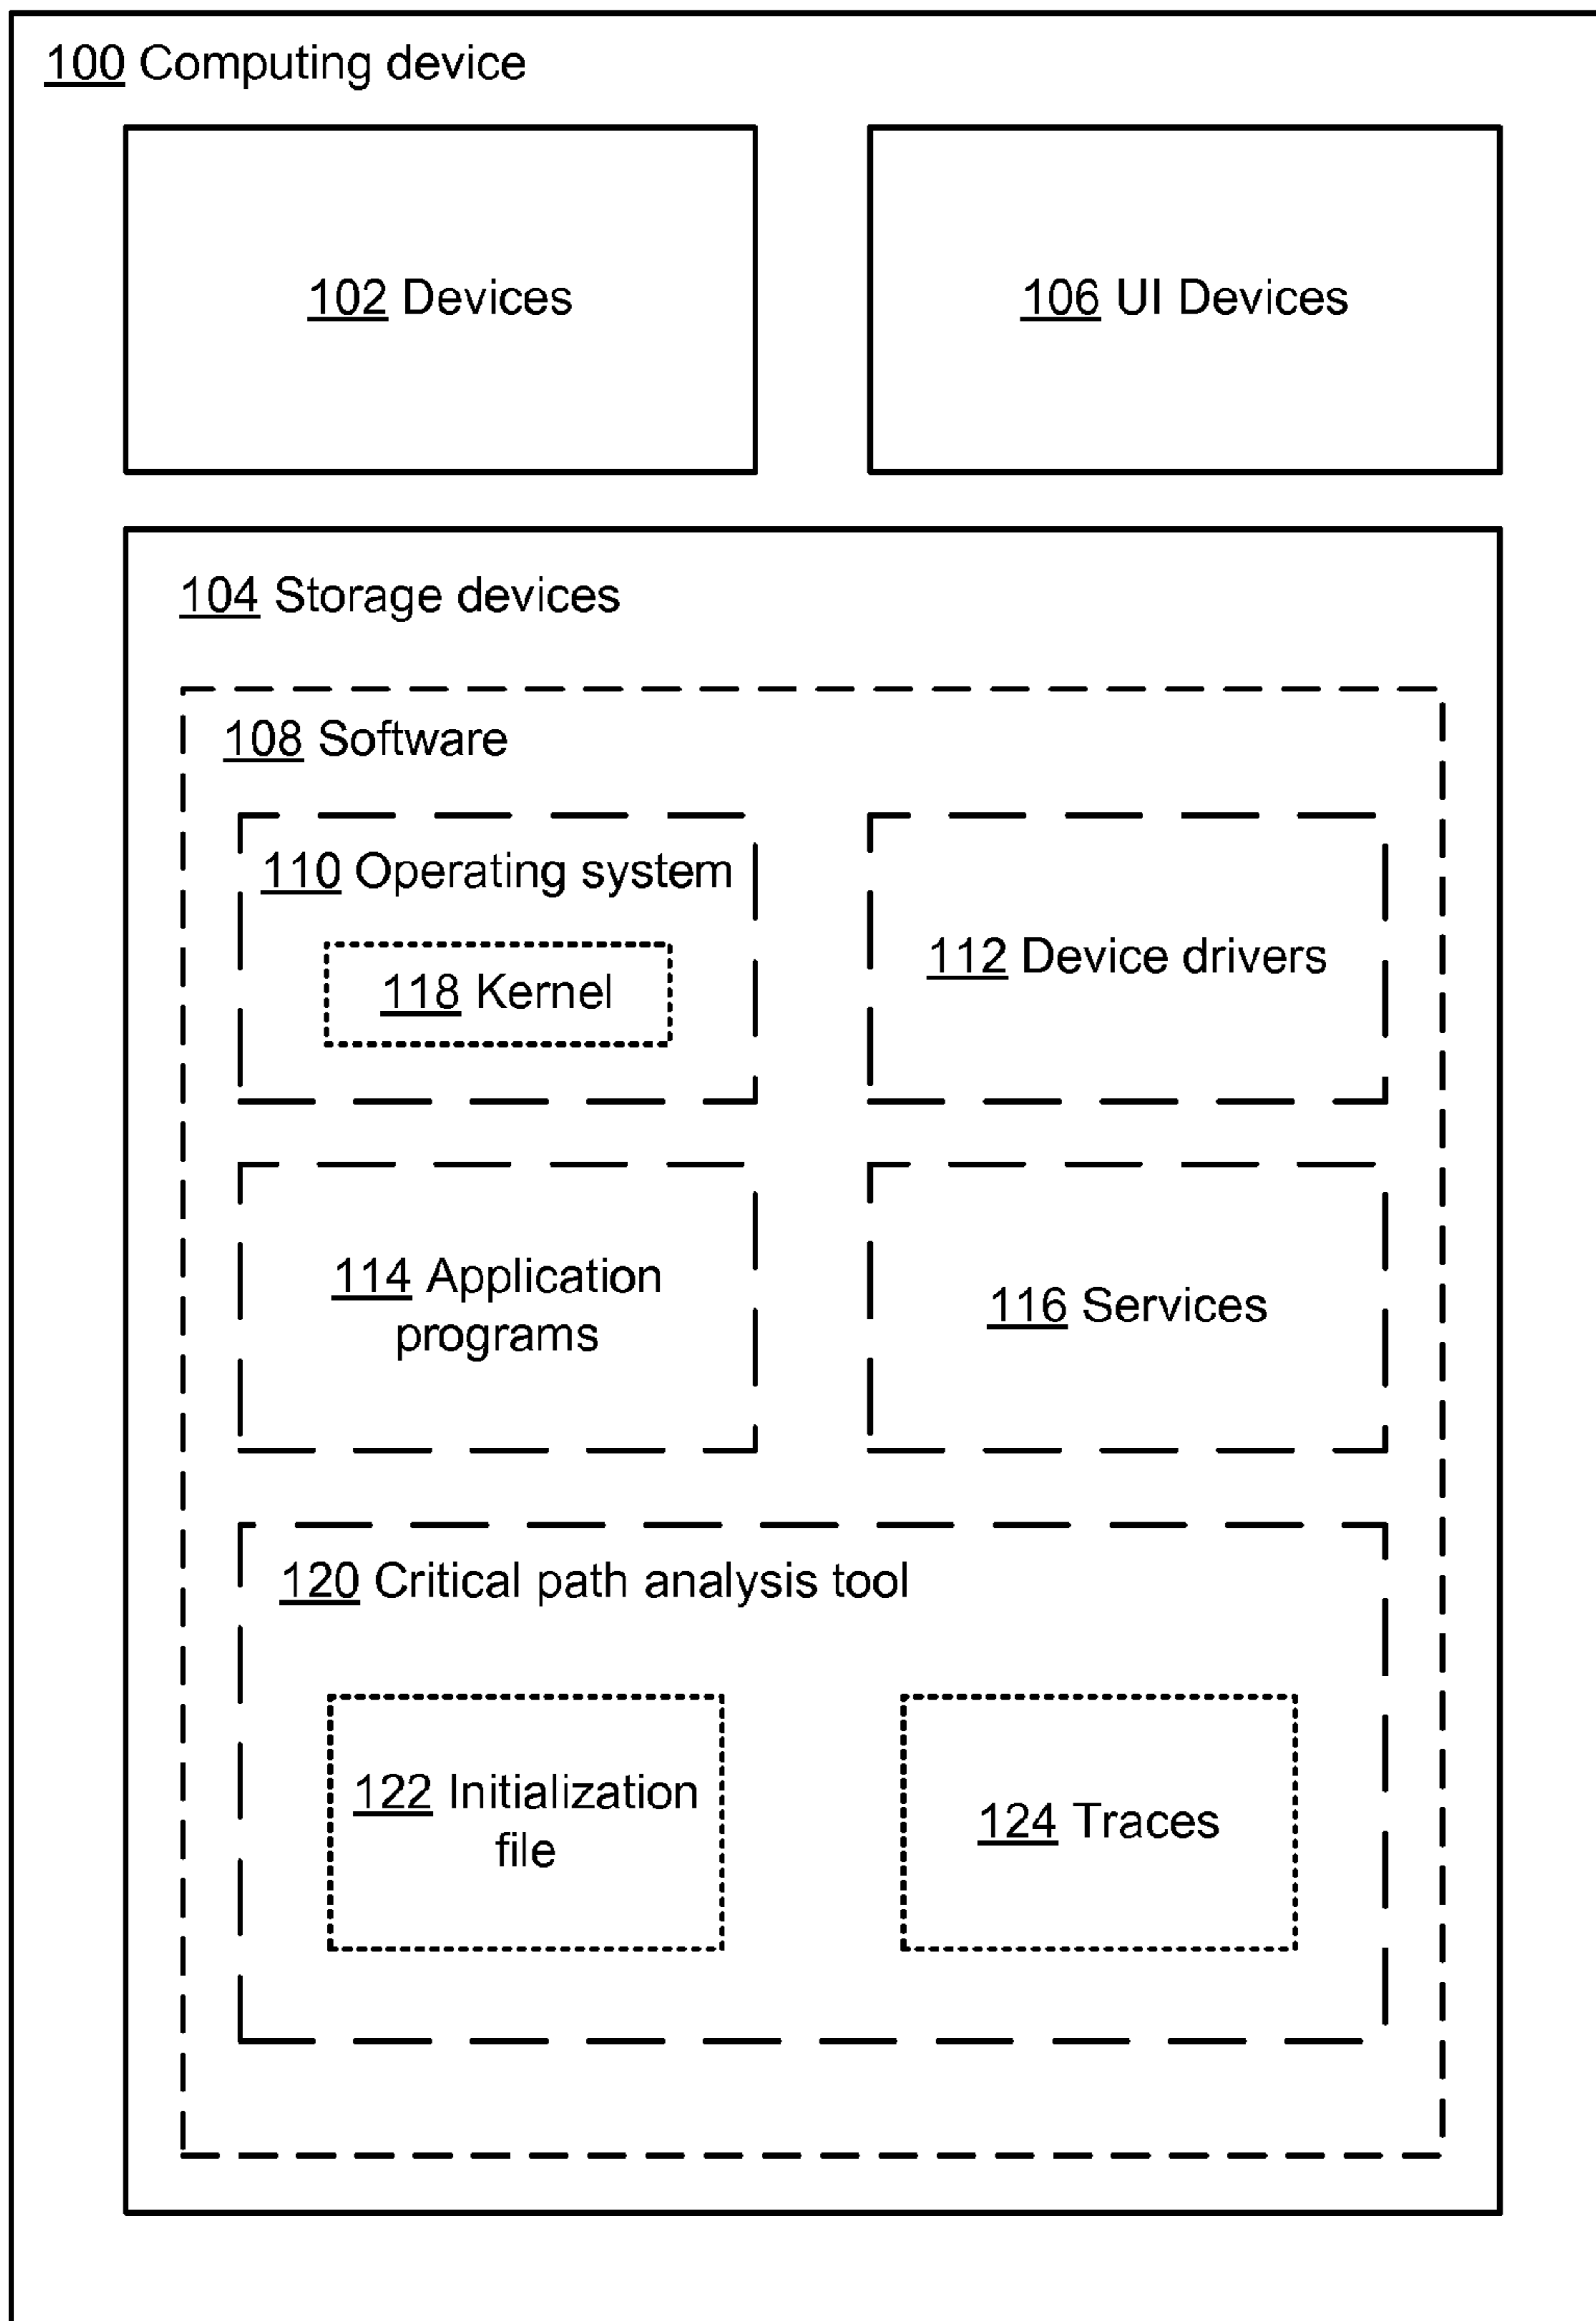 100 Computing device
102 Devices
106 UI Devices
104 Storage devices
108 Software
110 Operating system
118 Kernel
112 Device drivers
114 Application
programs
116 Services
120 Critical path analysis tool
122 Initialization
file
124 Traces